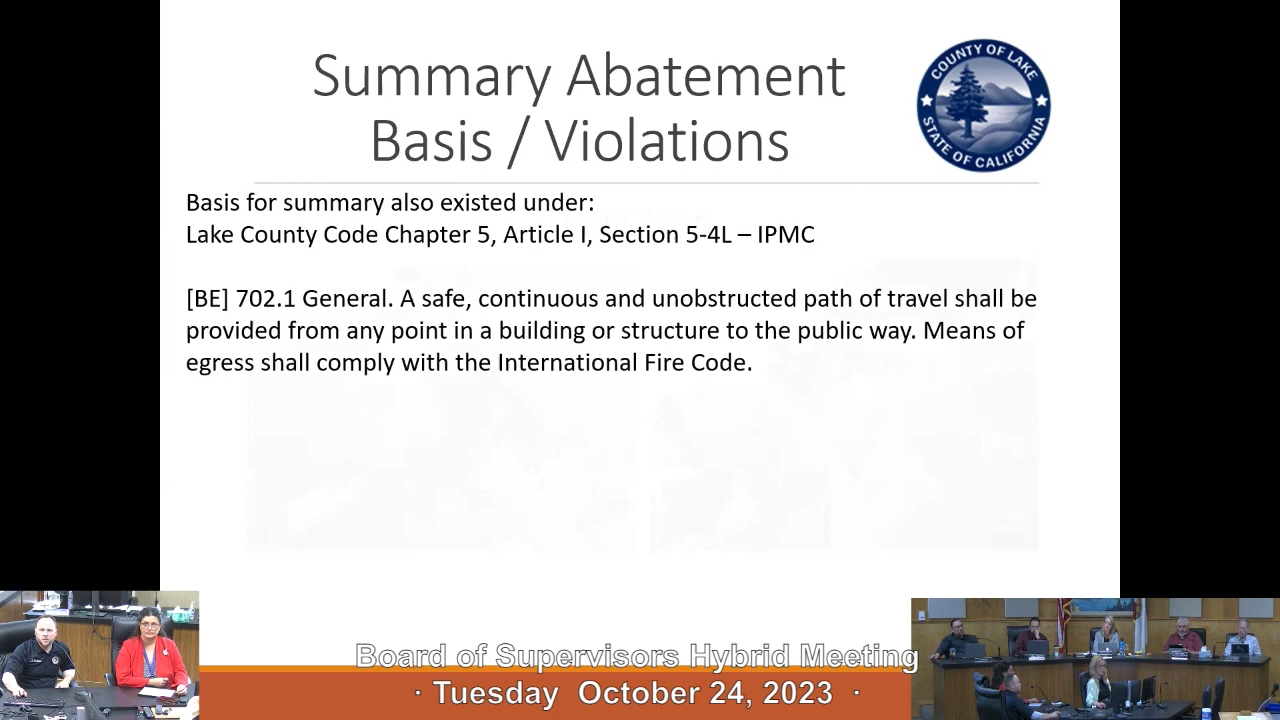 Summary Abatement
Basis / Violations
COUNTY OF LAKE
STATE OF CALIFORNIA
Basis for summary also existed under:
Lake County Code Chapter 5, Article I, Section 5-4L – IPMC
[BE] 702.1 General. A safe, continuous and unobstructed path of travel shall be
provided from any point in a building or structure to the public way. Means of
egress shall comply with the International Fire Code.
Board of Supervisors Hybrid Meeting
· Tuesday October 24, 2023 ·